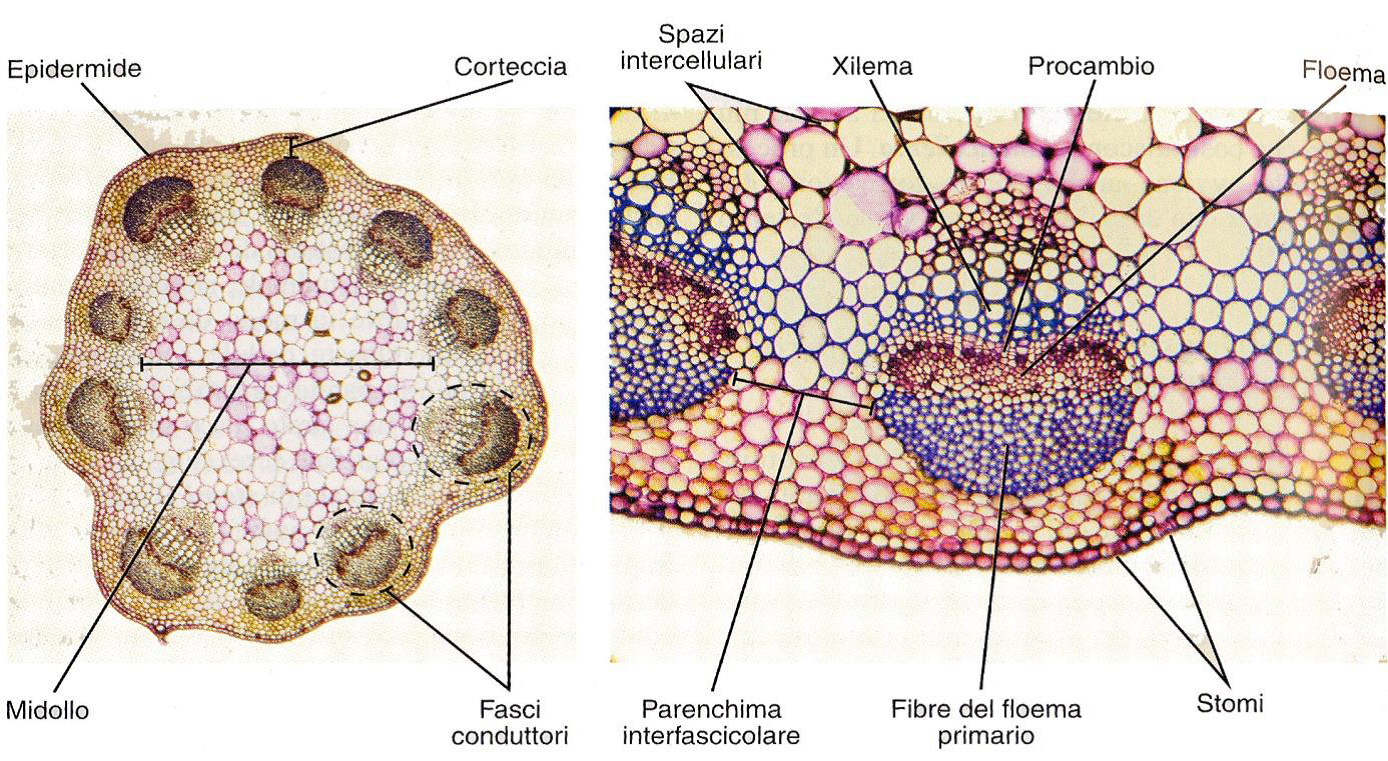 Epidermide
Corteccia
Spazi
intercellulari
Xilema
Procambio
Floema
Midollo
Fasci
conduttori
Parenchima
interfascicolare
Fibre del floema
primario
Stomi